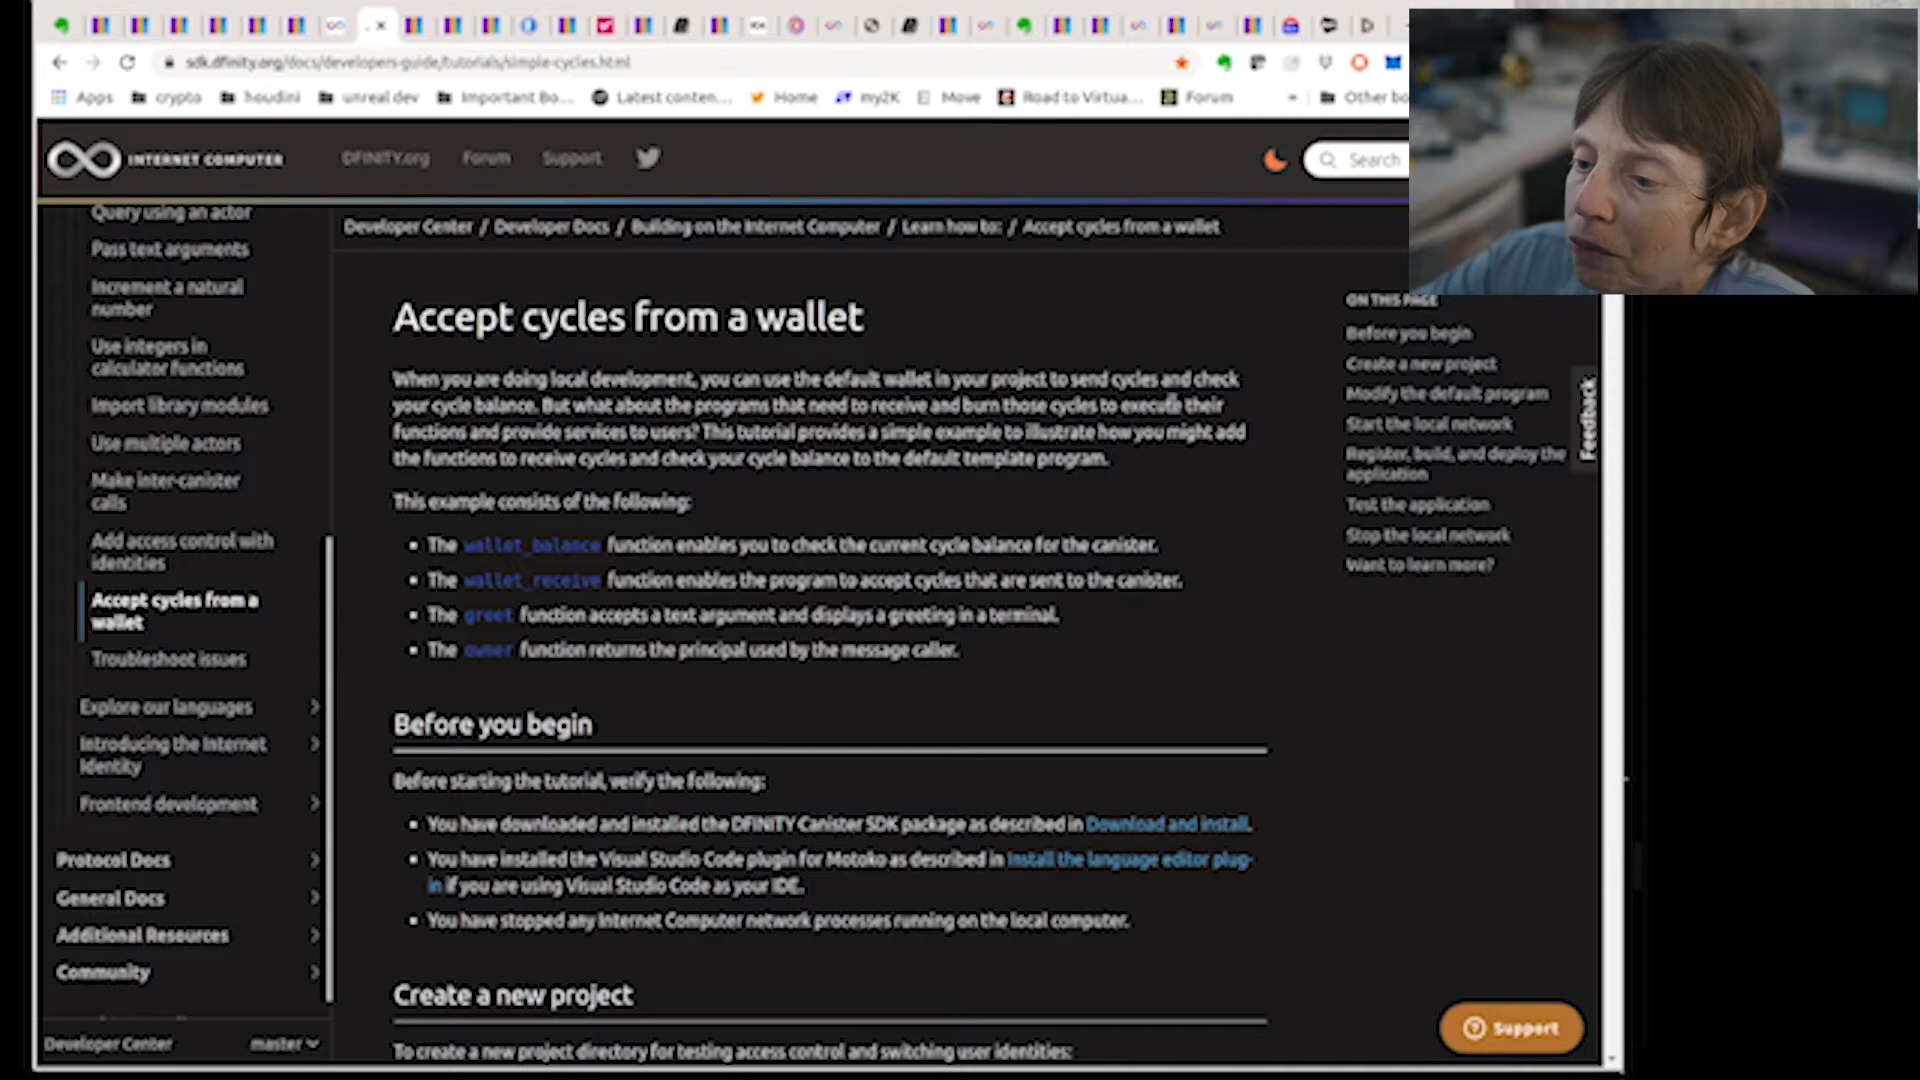 sdk.dfinity.org/docs/developers-guide/tutorials/simple-cycles.html
Apps crypto houdini unreal dev Important Bo... Latest conten... Home my2K Move Road to Virtua... Forum » Other bo
INTERNET COMPUTER DFINITY.org Forum Support Search
Query using an actor
Pass text arguments
Increment a natural
number
Use integers in
calculator functions
Import library modules
Use multiple actors
Make inter-canister
calls
Add access control with
identities
Accept cycles from a
wallet
Troubleshoot issues
Explore our languages
Introducing the Internet
Identity
Frontend development
Protocol Docs
General Docs
Additional Resources
Community
Developer Center master
Developer Center / Developer Docs / Building on the Internet Computer / Learn how to: / Accept cycles from a wallet
Accept cycles from a wallet
When you are doing local development, you can use the default wallet in your project to send cycles and check
your cycle balance. But what about the programs that need to receive and burn those cycles to execute their
functions and provide services to users? This tutorial provides a simple example to illustrate how you might add
the functions to receive cycles and check your cycle balance to the default template program.
This example consists of the following:
• The wallet_balance function enables you to check the current cycle balance for the canister.
• The wallet_receive function enables the program to accept cycles that are sent to the canister.
• The greet function accepts a text argument and displays a greeting in a terminal.
• The owner function returns the principal used by the message caller.
Before you begin
Before starting the tutorial, verify the following:
• You have downloaded and installed the DFINITY Canister SDK package as described in Download and install.
• You have installed the Visual Studio Code plugin for Motoko as described in Install the language editor plug-
in if you are using Visual Studio Code as your IDE.
• You have stopped any Internet Computer network processes running on the local computer.
Create a new project
To create a new project directory for testing access control and switching user identities:
ON THIS PAGE
Before you begin
Create a new project
Modify the default program
Start the local network
Register, build, and deploy the
application
Test the application
Stop the local network
Want to learn more?
Feedback
Support